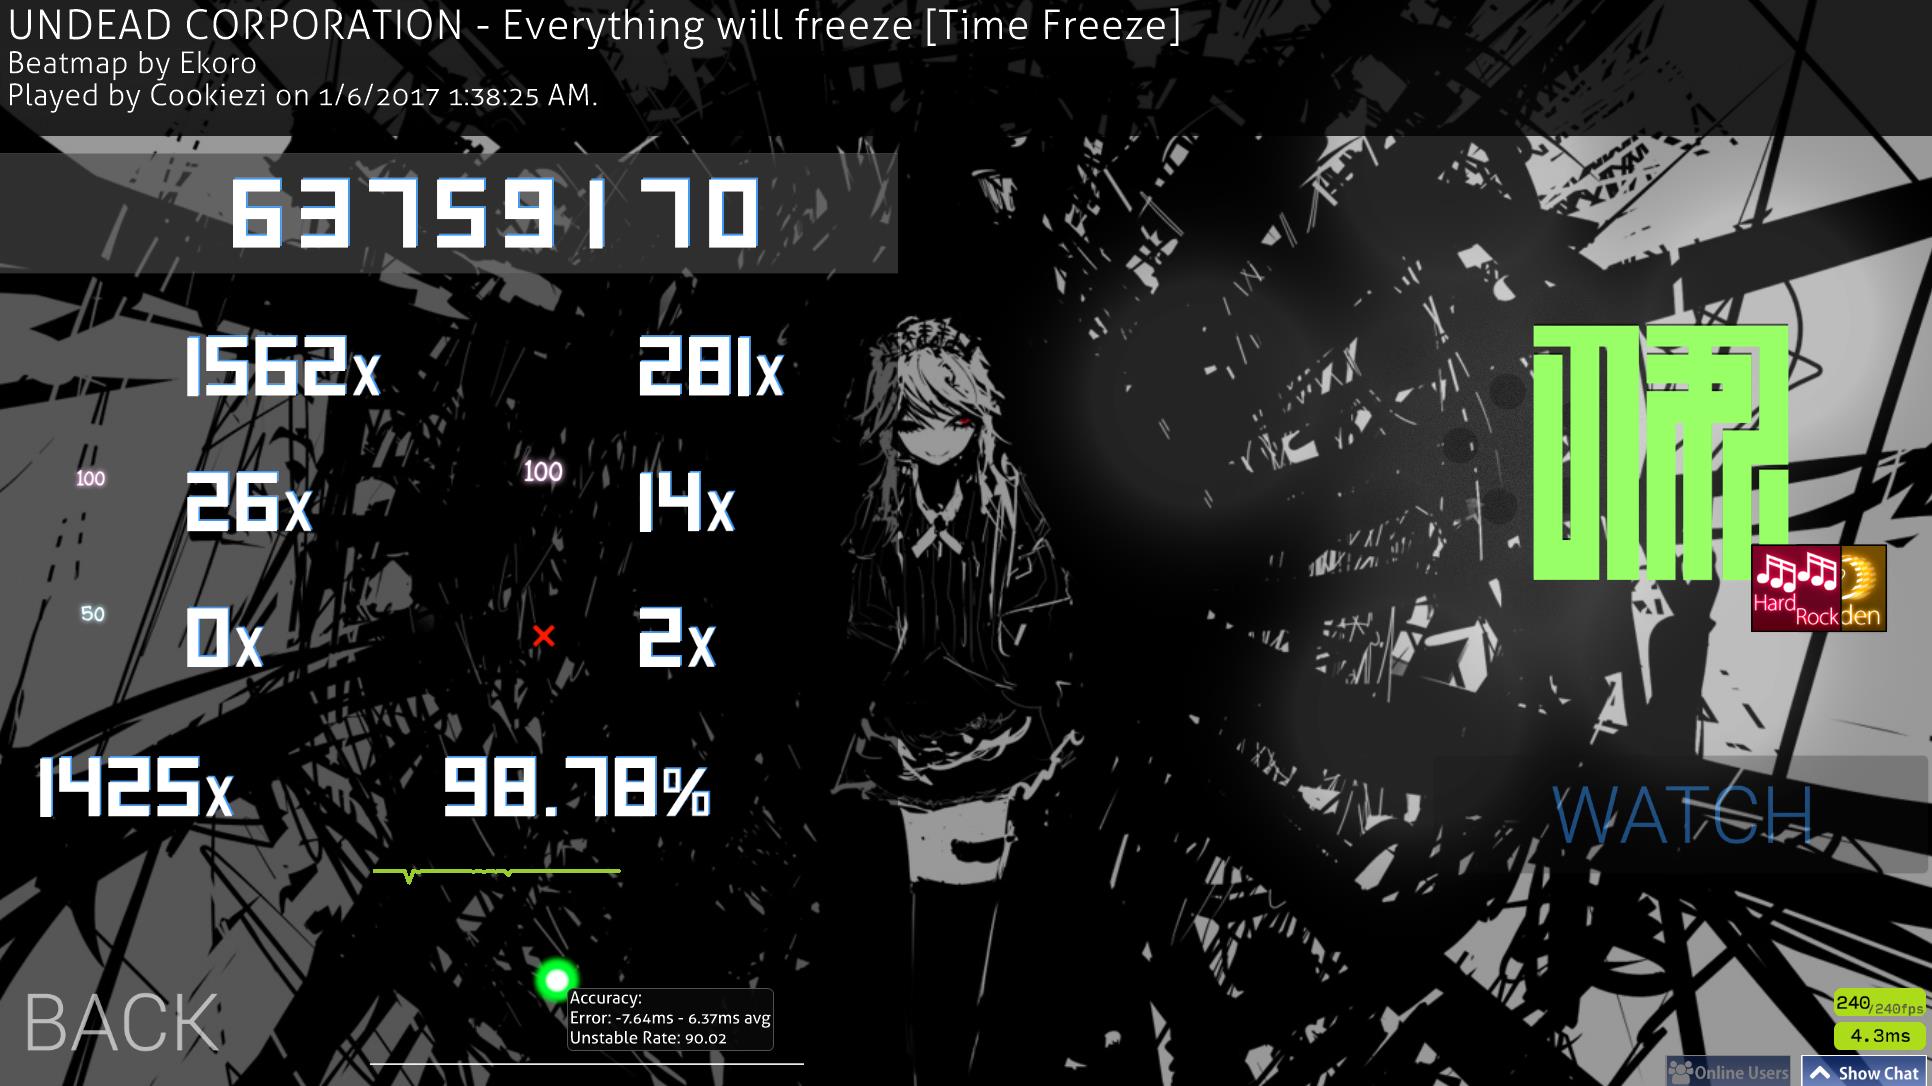 UNDEAD CORPORATION - Everything will freeze [Time Freeze]
Beatmap by Ekoro
Played by Cookiezi on 1/6/2017 1:38:25 AM.
63759170
1562x 281x
100 26x 100 14x
50 0x 2x
Hard
Rock den
1425x 98.78%
WATCH
Accuracy:
Error: -7.64ms - 6.37ms avg
Unstable Rate: 90.02
BACK
240/240fps
4.3ms
Online Users Show Chat